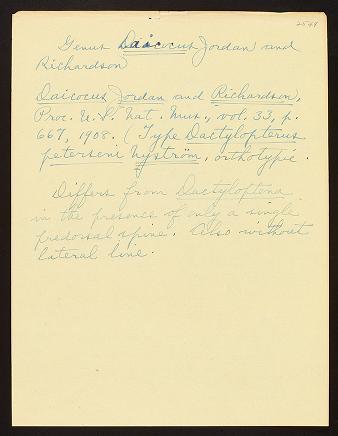 2549
Genus Daicocus Jordan and
Richardson
Daicocus Jordan and Richardson,
Proc. U.S. Nat. Mus., vol. 33, p.
667, 1908. (Type Dactylopterus
peterseni Nyström, orthotypic.
Differs from Dactyloptena
in the presence of only a single
predorsal spine. Also without
lateral line.